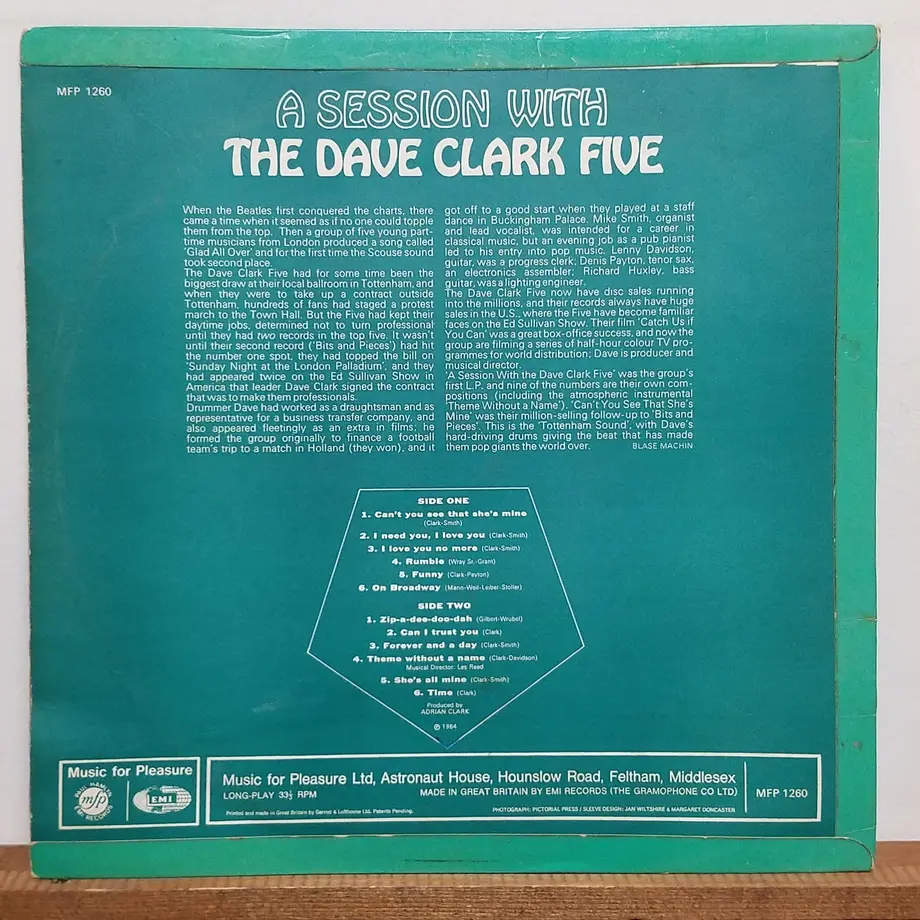 MFP 1260
A SESSION WITH
THE DAVE CLARK FIVE
When the Beatles first conquered the charts, there
came a time when it seemed as if no one could topple
them from the top. Then a group of five young part-
time musicians from London produced a song called
'Glad All Over' and for the first time the Scouse sound
took second place.
The Dave Clark Five had for some time been the
biggest draw at their local ballroom in Tottenham, and
when they were to take up a contract outside
Tottenham, hundreds of fans had staged a protest
march to the Town Hall. But the Five had kept their
daytime jobs, determined not to turn professional
until they had two records in the top five. It wasn't
until their second record ('Bits and Pieces') had hit
the number one spot, they had topped the bill on
'Sunday Night at the London Palladium', and they
had appeared twice on the Ed Sullivan Show in
America that leader Dave Clark signed the contract
that was to make them professionals.
Drummer Dave had worked as a draughtsman and as
representative for a business transfer company, and
also appeared fleetingly as an extra in films; he
formed the group originally to finance a football
team's trip to a match in Holland (they won), and it
got off to a good start when they played at a staff
dance in Buckingham Palace. Mike Smith, organist
and lead vocalist, was intended for a career in
classical music, but an evening job as a pub pianist
led to his entry into pop music. Lenny Davidson,
guitar, was a progress clerk; Denis Payton, tenor sax,
an electronics assembler; Richard Huxley, bass
guitar, was a lighting engineer.
The Dave Clark Five now have disc sales running
into the millions, and their records always have huge
sales in the U.S., where the Five have become familiar
faces on the Ed Sullivan Show. Their film 'Catch Us if
You Can' was a great box-office success, and now the
group are filming a series of half-hour colour TV pro-
grammes for world distribution; Dave is producer and
musical director.
'A Session With the Dave Clark Five' was the group's
first L.P. and nine of the numbers are their own com-
positions (including the atmospheric instrumental
'Theme Without a Name'). 'Can't You See That She's
Mine' was their million-selling follow-up to 'Bits and
Pieces'. This is the 'Tottenham Sound', with Dave's
hard-driving drums giving the beat that has made
them pop giants the world over. BLASE MACHIN
SIDE ONE
1. Can't you see that she's mine
(Clark-Smith)
2. I need you, I love you (Clark-Smith)
3. I love you no more (Clark-Smith)
4. Rumble (Wray Sr.-Grant)
5. Funny (Clark-Payton)
6. On Broadway (Mann-Weil-Leiber-Stoller)
SIDE TWO
1. Zip-a-dee-doo-dah (Gilbert-Wrubel)
2. Can I trust you (Clark)
3. Forever and a day (Clark-Smith)
4. Theme without a name (Clark-Davidson)
Musical Director: Les Reed
5. She's all mine (Clark-Smith)
6. Time (Clark)
Produced by
ADRIAN CLARK
℗ 1964
Music for Pleasure
PAUL HAMLYN
mfp
EMI RECORDS
EMI
Music for Pleasure Ltd, Astronaut House, Hounslow Road, Feltham, Middlesex
LONG-PLAY 33⅓ RPM MADE IN GREAT BRITAIN BY EMI RECORDS (THE GRAMOPHONE CO LTD)
Printed and made in Great Britain by Garrod & Lofthouse Ltd. Patents Pending. PHOTOGRAPH: PICTORIAL PRESS / SLEEVE DESIGN: JAN WILTSHIRE & MARGARET DONCASTER
MFP 1260